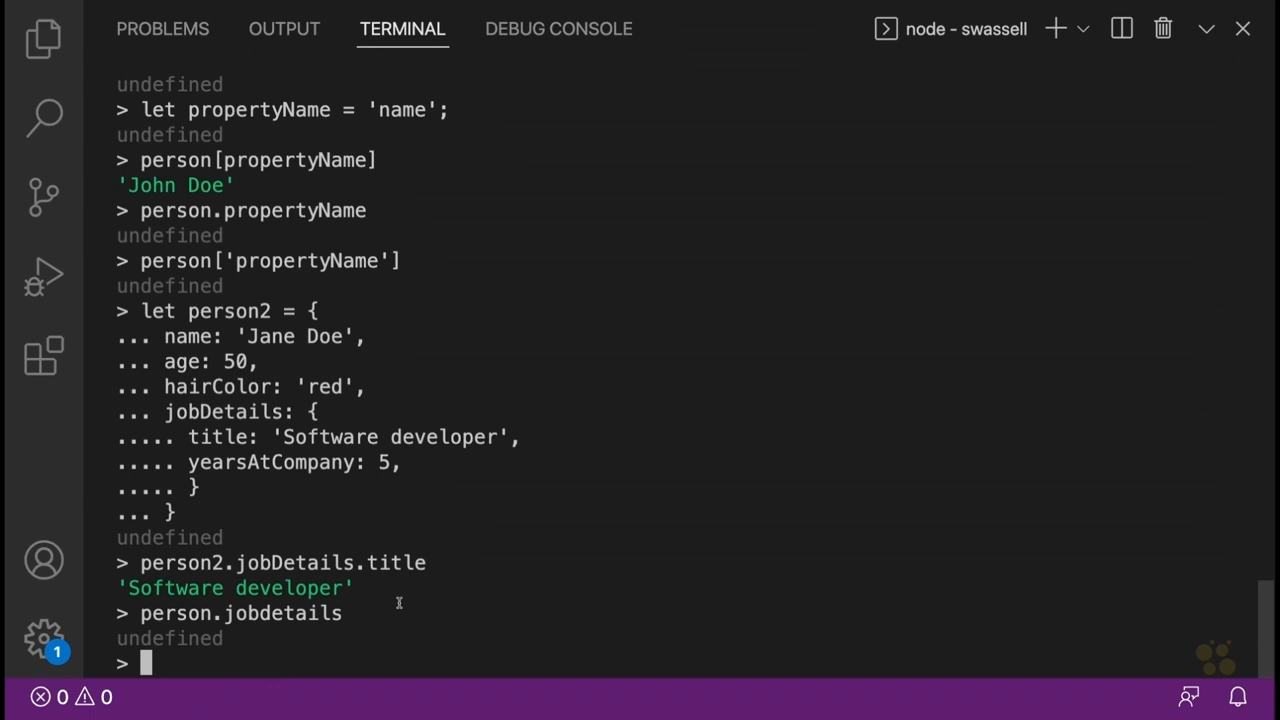 PROBLEMS OUTPUT TERMINAL DEBUG CONSOLE node - swassell
undefined
> let propertyName = 'name';
undefined
> person[propertyName]
'John Doe'
> person.propertyName
undefined
> person['propertyName']
undefined
> let person2 = {
... name: 'Jane Doe',
... age: 50,
... hairColor: 'red',
... jobDetails: {
..... title: 'Software developer',
..... yearsAtCompany: 5,
..... }
... }
undefined
> person2.jobDetails.title
'Software developer'
> person.jobdetails
undefined
>
1
0 0